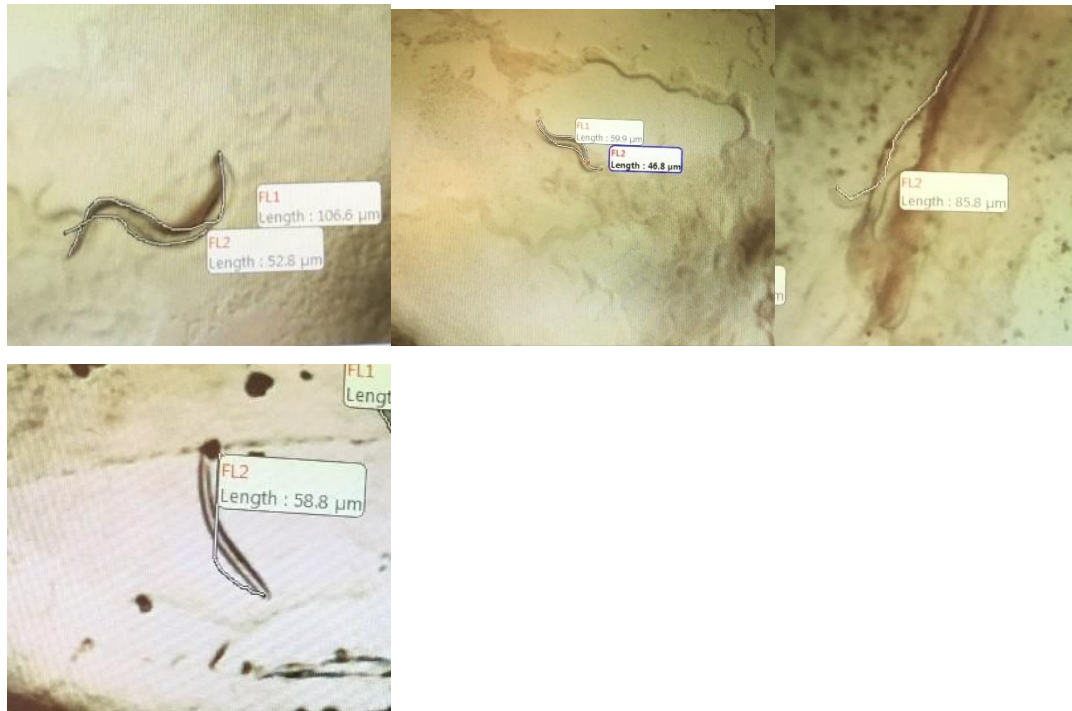 FL1
Length : 106.6 µm
FL2
Length : 52.8 µm
FL1
Length : 59.9 µm
FL2
Length : 46.8 µm
FL2
Length : 85.8 µm
m
FL1
Lengt
FL2
Length : 58.8 µm